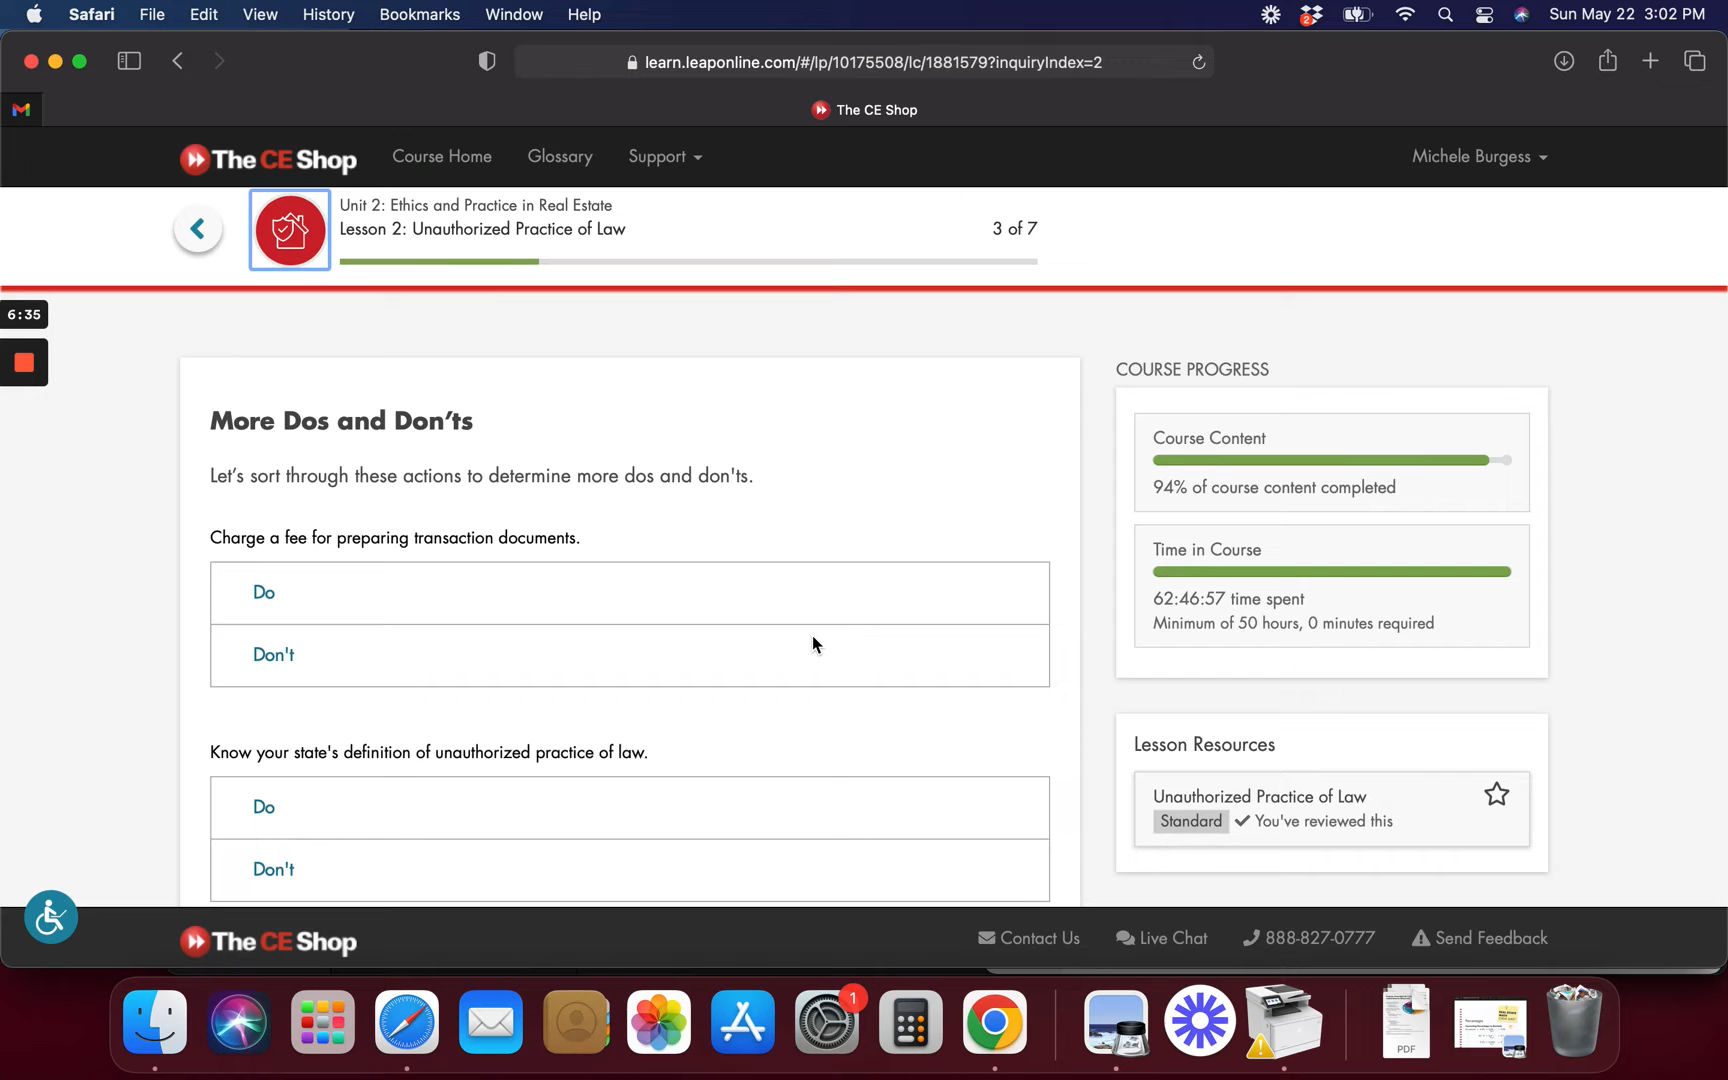 Safari File Edit View History Bookmarks Window Help
2
Sun May 22 3:02 PM
learn.leaponline.com/#/lp/10175508/lc/1881579?inquiryIndex=2
The CE Shop
The CE Shop
Course Home
Glossary
Support
Michele Burgess
Unit 2: Ethics and Practice in Real Estate
Lesson 2: Unauthorized Practice of Law
3 of 7
6:35
More Dos and Don'ts
Let's sort through these actions to determine more dos and don'ts.
Charge a fee for preparing transaction documents.
Do
Don't
Know your state's definition of unauthorized practice of law.
Do
Don't
COURSE PROGRESS
Course Content
94% of course content completed
Time in Course
62:46:57 time spent
Minimum of 50 hours, 0 minutes required
Lesson Resources
Unauthorized Practice of Law
Standard You've reviewed this
The CE Shop
Contact Us
Live Chat
888-827-0777
Send Feedback
1
PDF